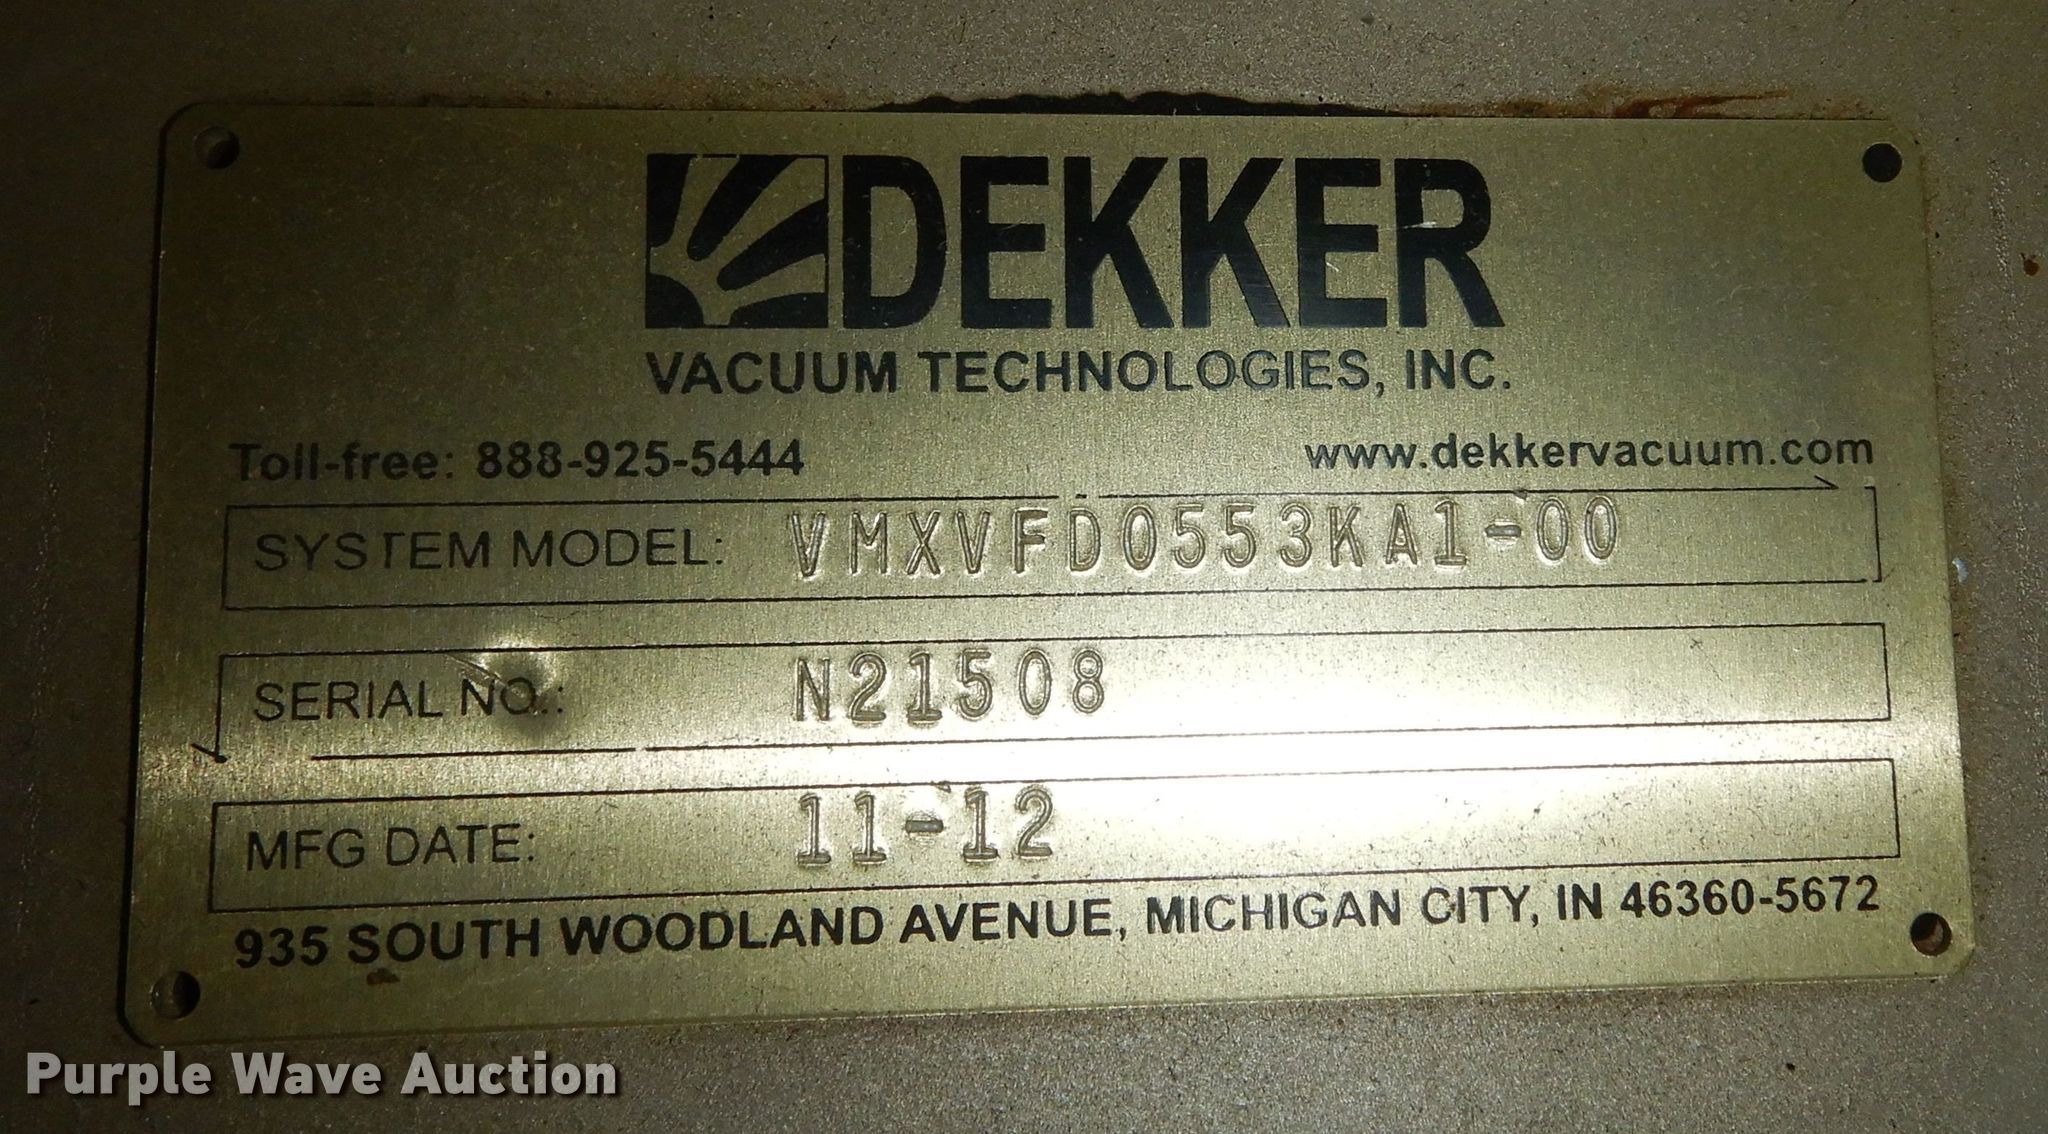 DEKKER
VACUUM TECHNOLOGIES, INC.
Toll-free: 888-925-5444 www.dekkervacuum.com
SYSTEM MODEL: VMXVFD0553KA1-00
SERIAL NO.: N21508
MFG DATE: 11-12
935 SOUTH WOODLAND AVENUE, MICHIGAN CITY, IN 46360-5672
Purple Wave Auction